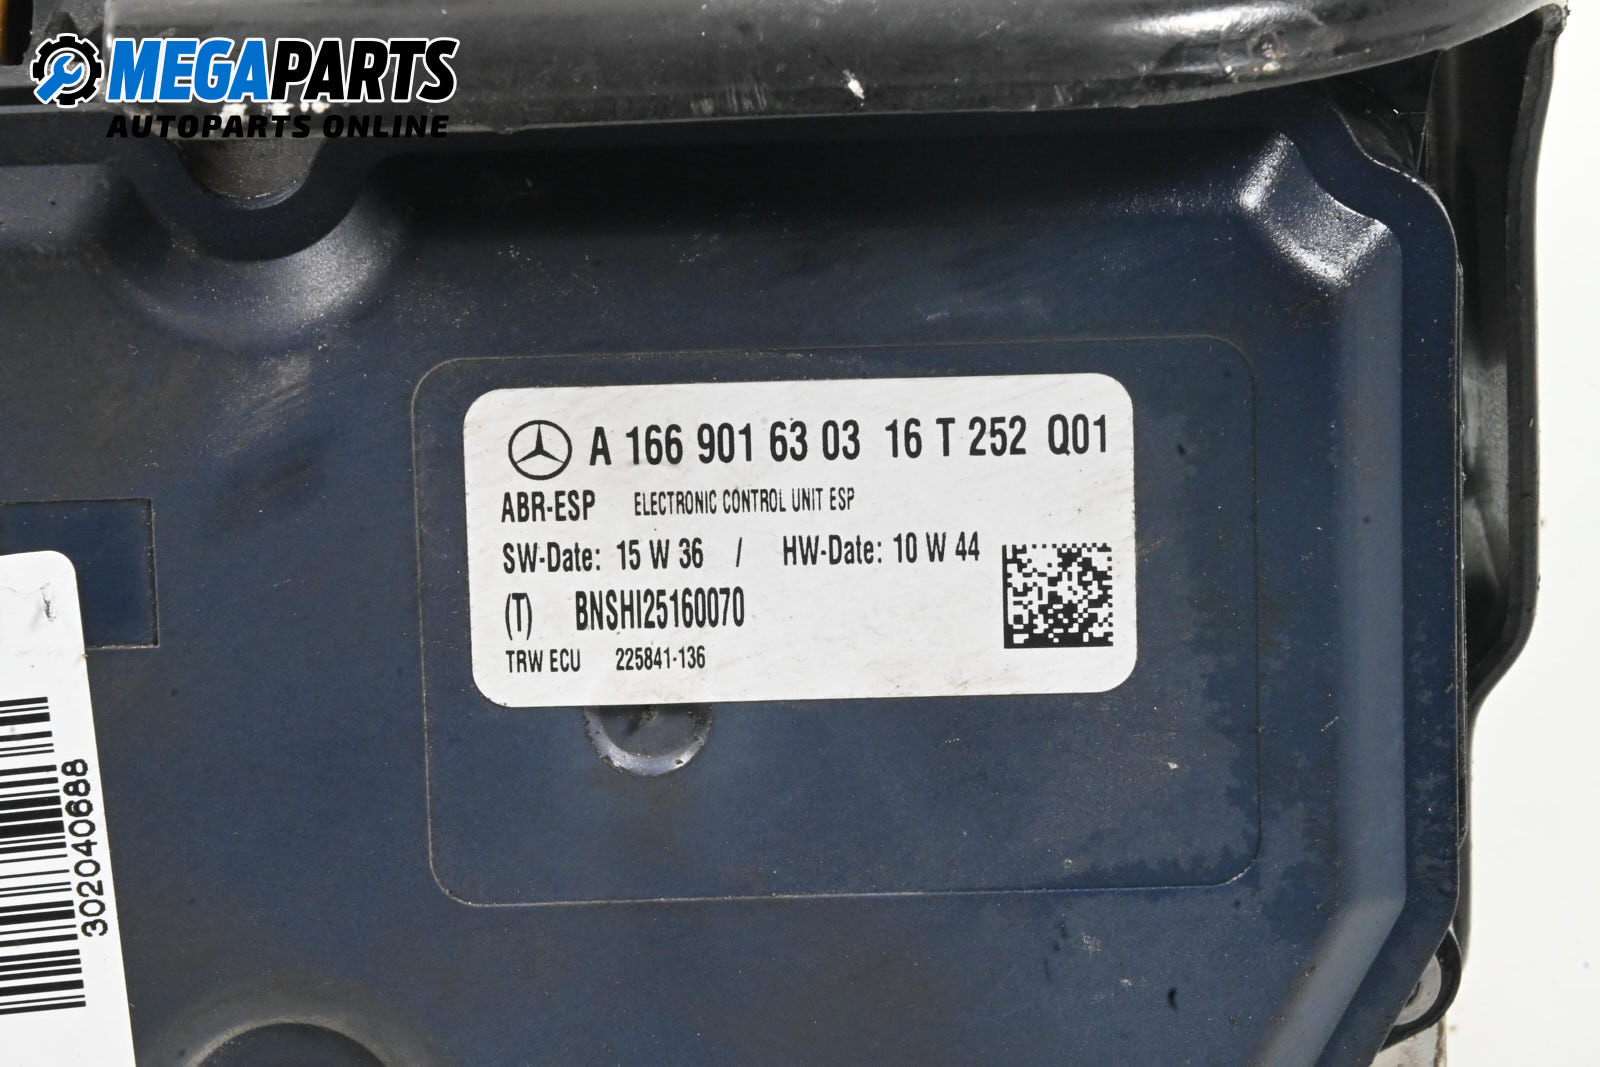 MEGAPARTS
AUTOPARTS ONLINE
A 166 901 63 03 16 T 252 Q01
ABR-ESP ELECTRONIC CONTROL UNIT ESP
SW-Date: 15 W 36 / HW-Date: 10 W 44
(T) BNSHI25160070
TRW ECU 225841-136
302040688